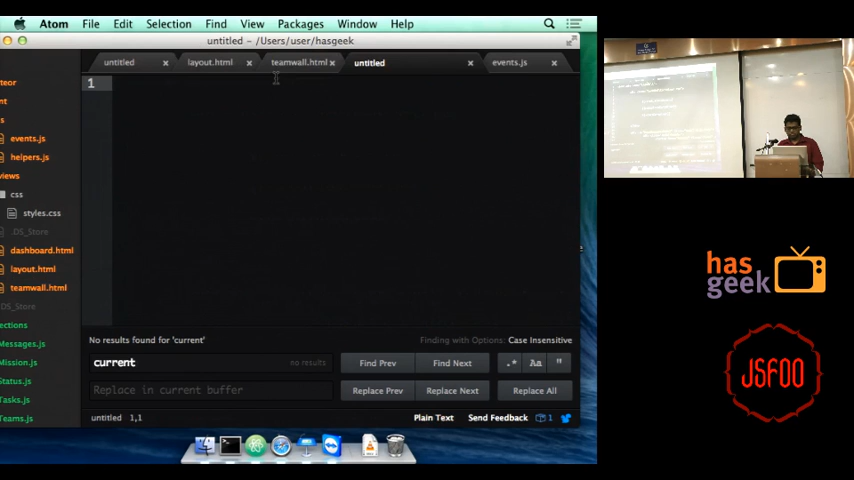 Atom File Edit Selection Find View Packages Window Help
untitled - /Users/user/hasgeek
untitled layout.html teamwall.html untitled events.js
teor
nt
s
events.js
helpers.js
views
css
styles.css
.DS_Store
dashboard.html
layout.html
teamwall.html
DS_Store
ections
Messages.js
Mission.js
Status.js
Tasks.js
Teams.js
1
No results found for 'current' Finding with Options: Case Insensitive
current no results Find Prev Find Next .* Aa "
Replace in current buffer Replace Prev Replace Next Replace All
untitled 1,1 Plain Text Send Feedback 1
has
geek
JSFOO